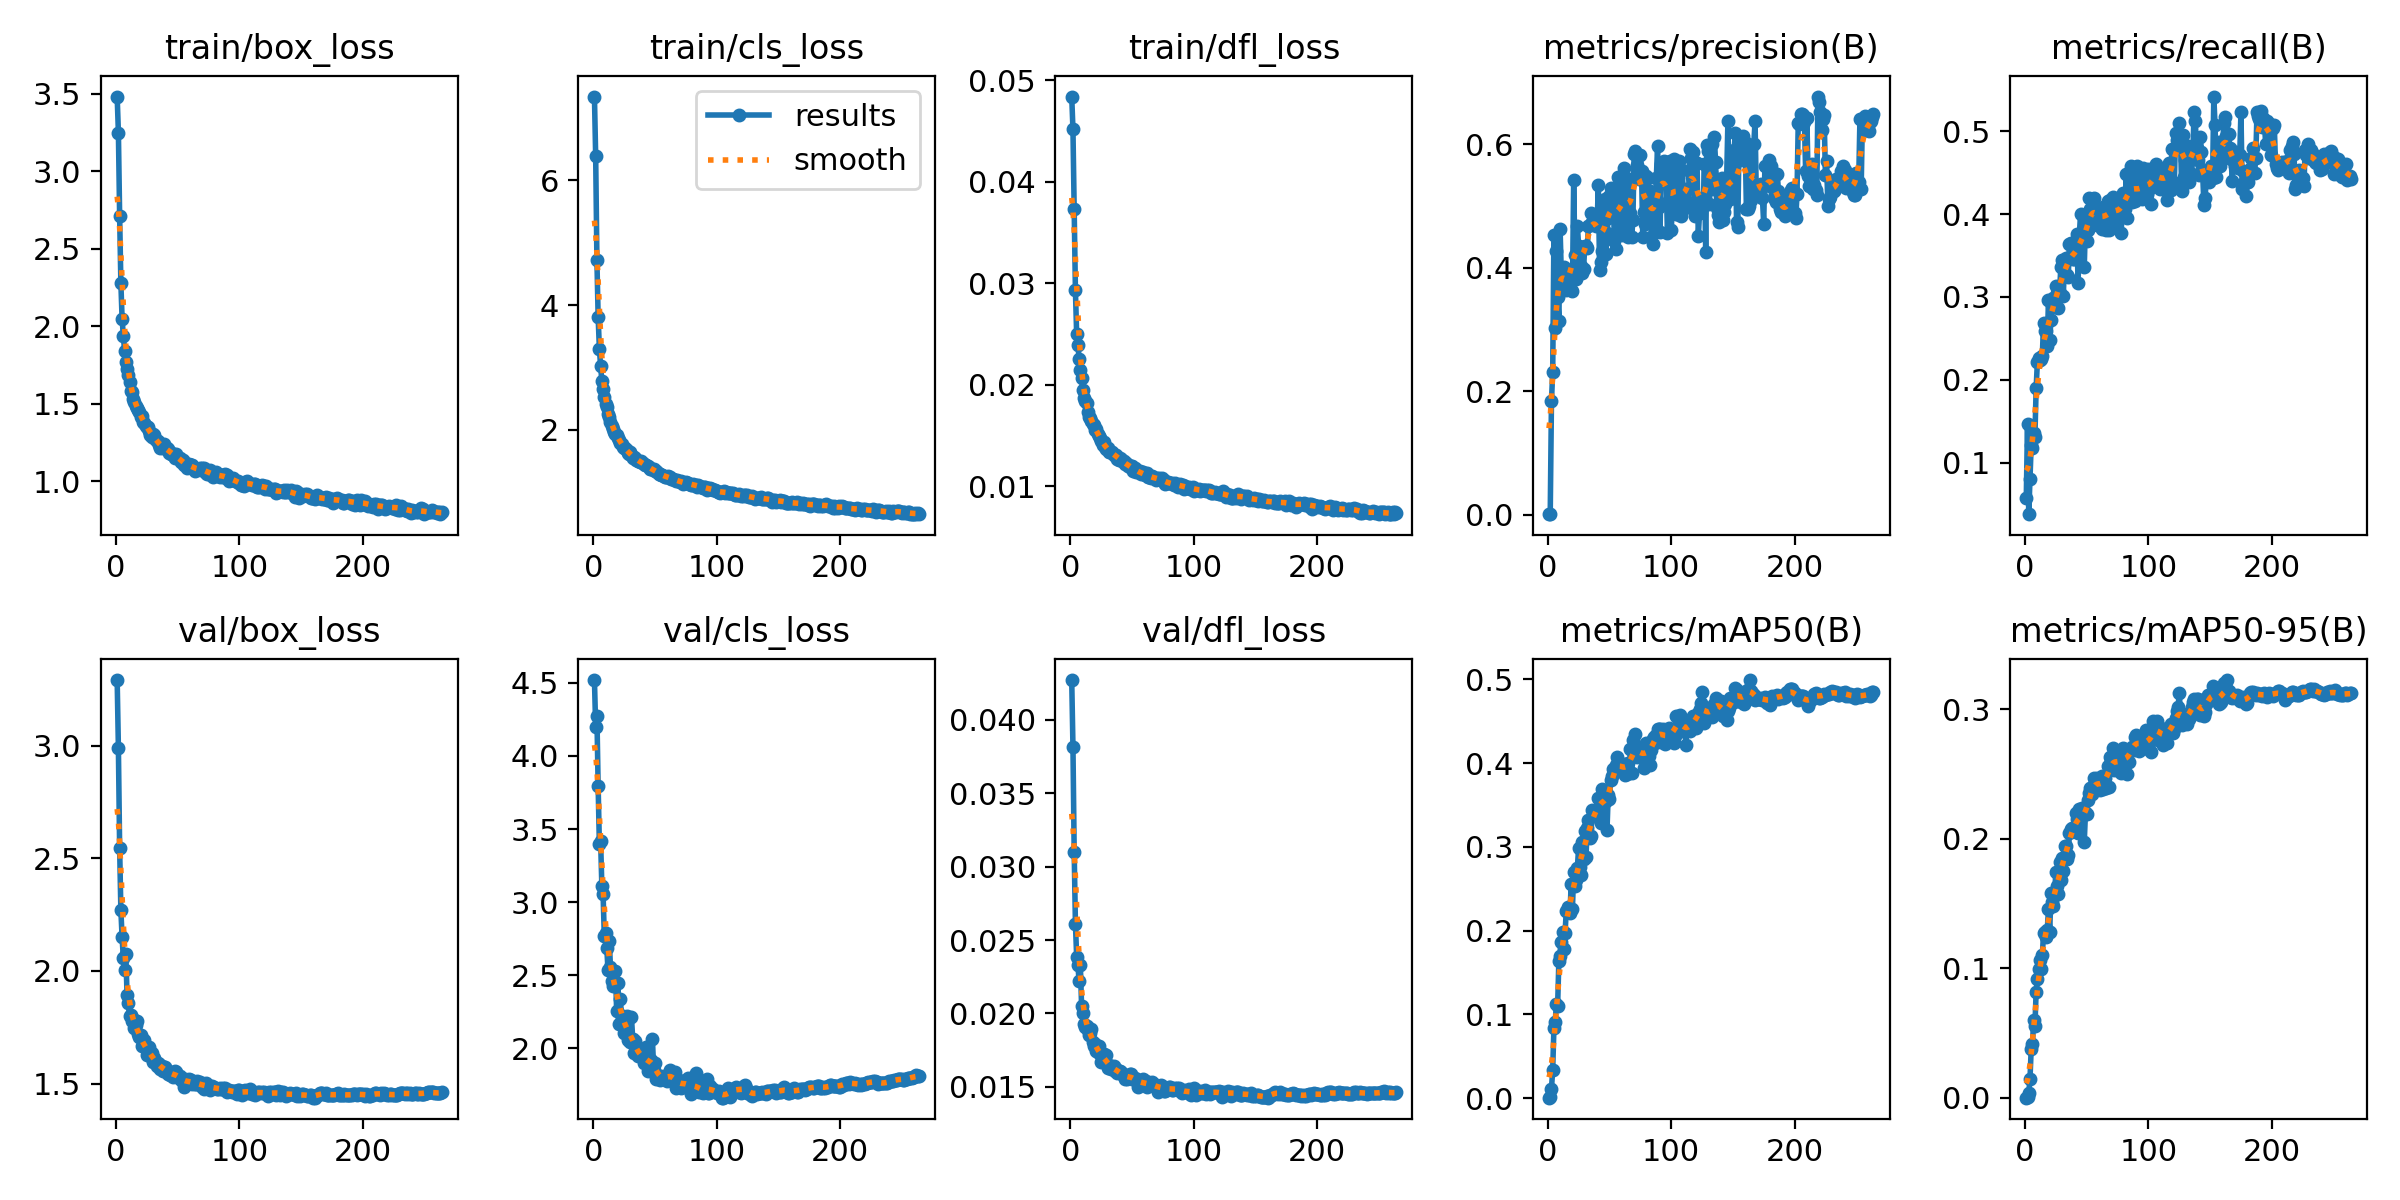 train/box_loss
train/cls_loss
train/dfl_loss
metrics/precision(B)
metrics/recall(B)
3.5
3.0
2.5
2.0
1.5
1.0
0 100 200
results
smooth
6
4
2
0 100 200
0.05
0.04
0.03
0.02
0.01
0 100 200
0.6
0.4
0.2
0.0
0 100 200
0.5
0.4
0.3
0.2
0.1
0 100 200
val/box_loss
val/cls_loss
val/dfl_loss
metrics/mAP50(B)
metrics/mAP50-95(B)
3.0
2.5
2.0
1.5
0 100 200
4.5
4.0
3.5
3.0
2.5
2.0
0 100 200
0.040
0.035
0.030
0.025
0.020
0.015
0 100 200
0.5
0.4
0.3
0.2
0.1
0.0
0 100 200
0.3
0.2
0.1
0.0
0 100 200